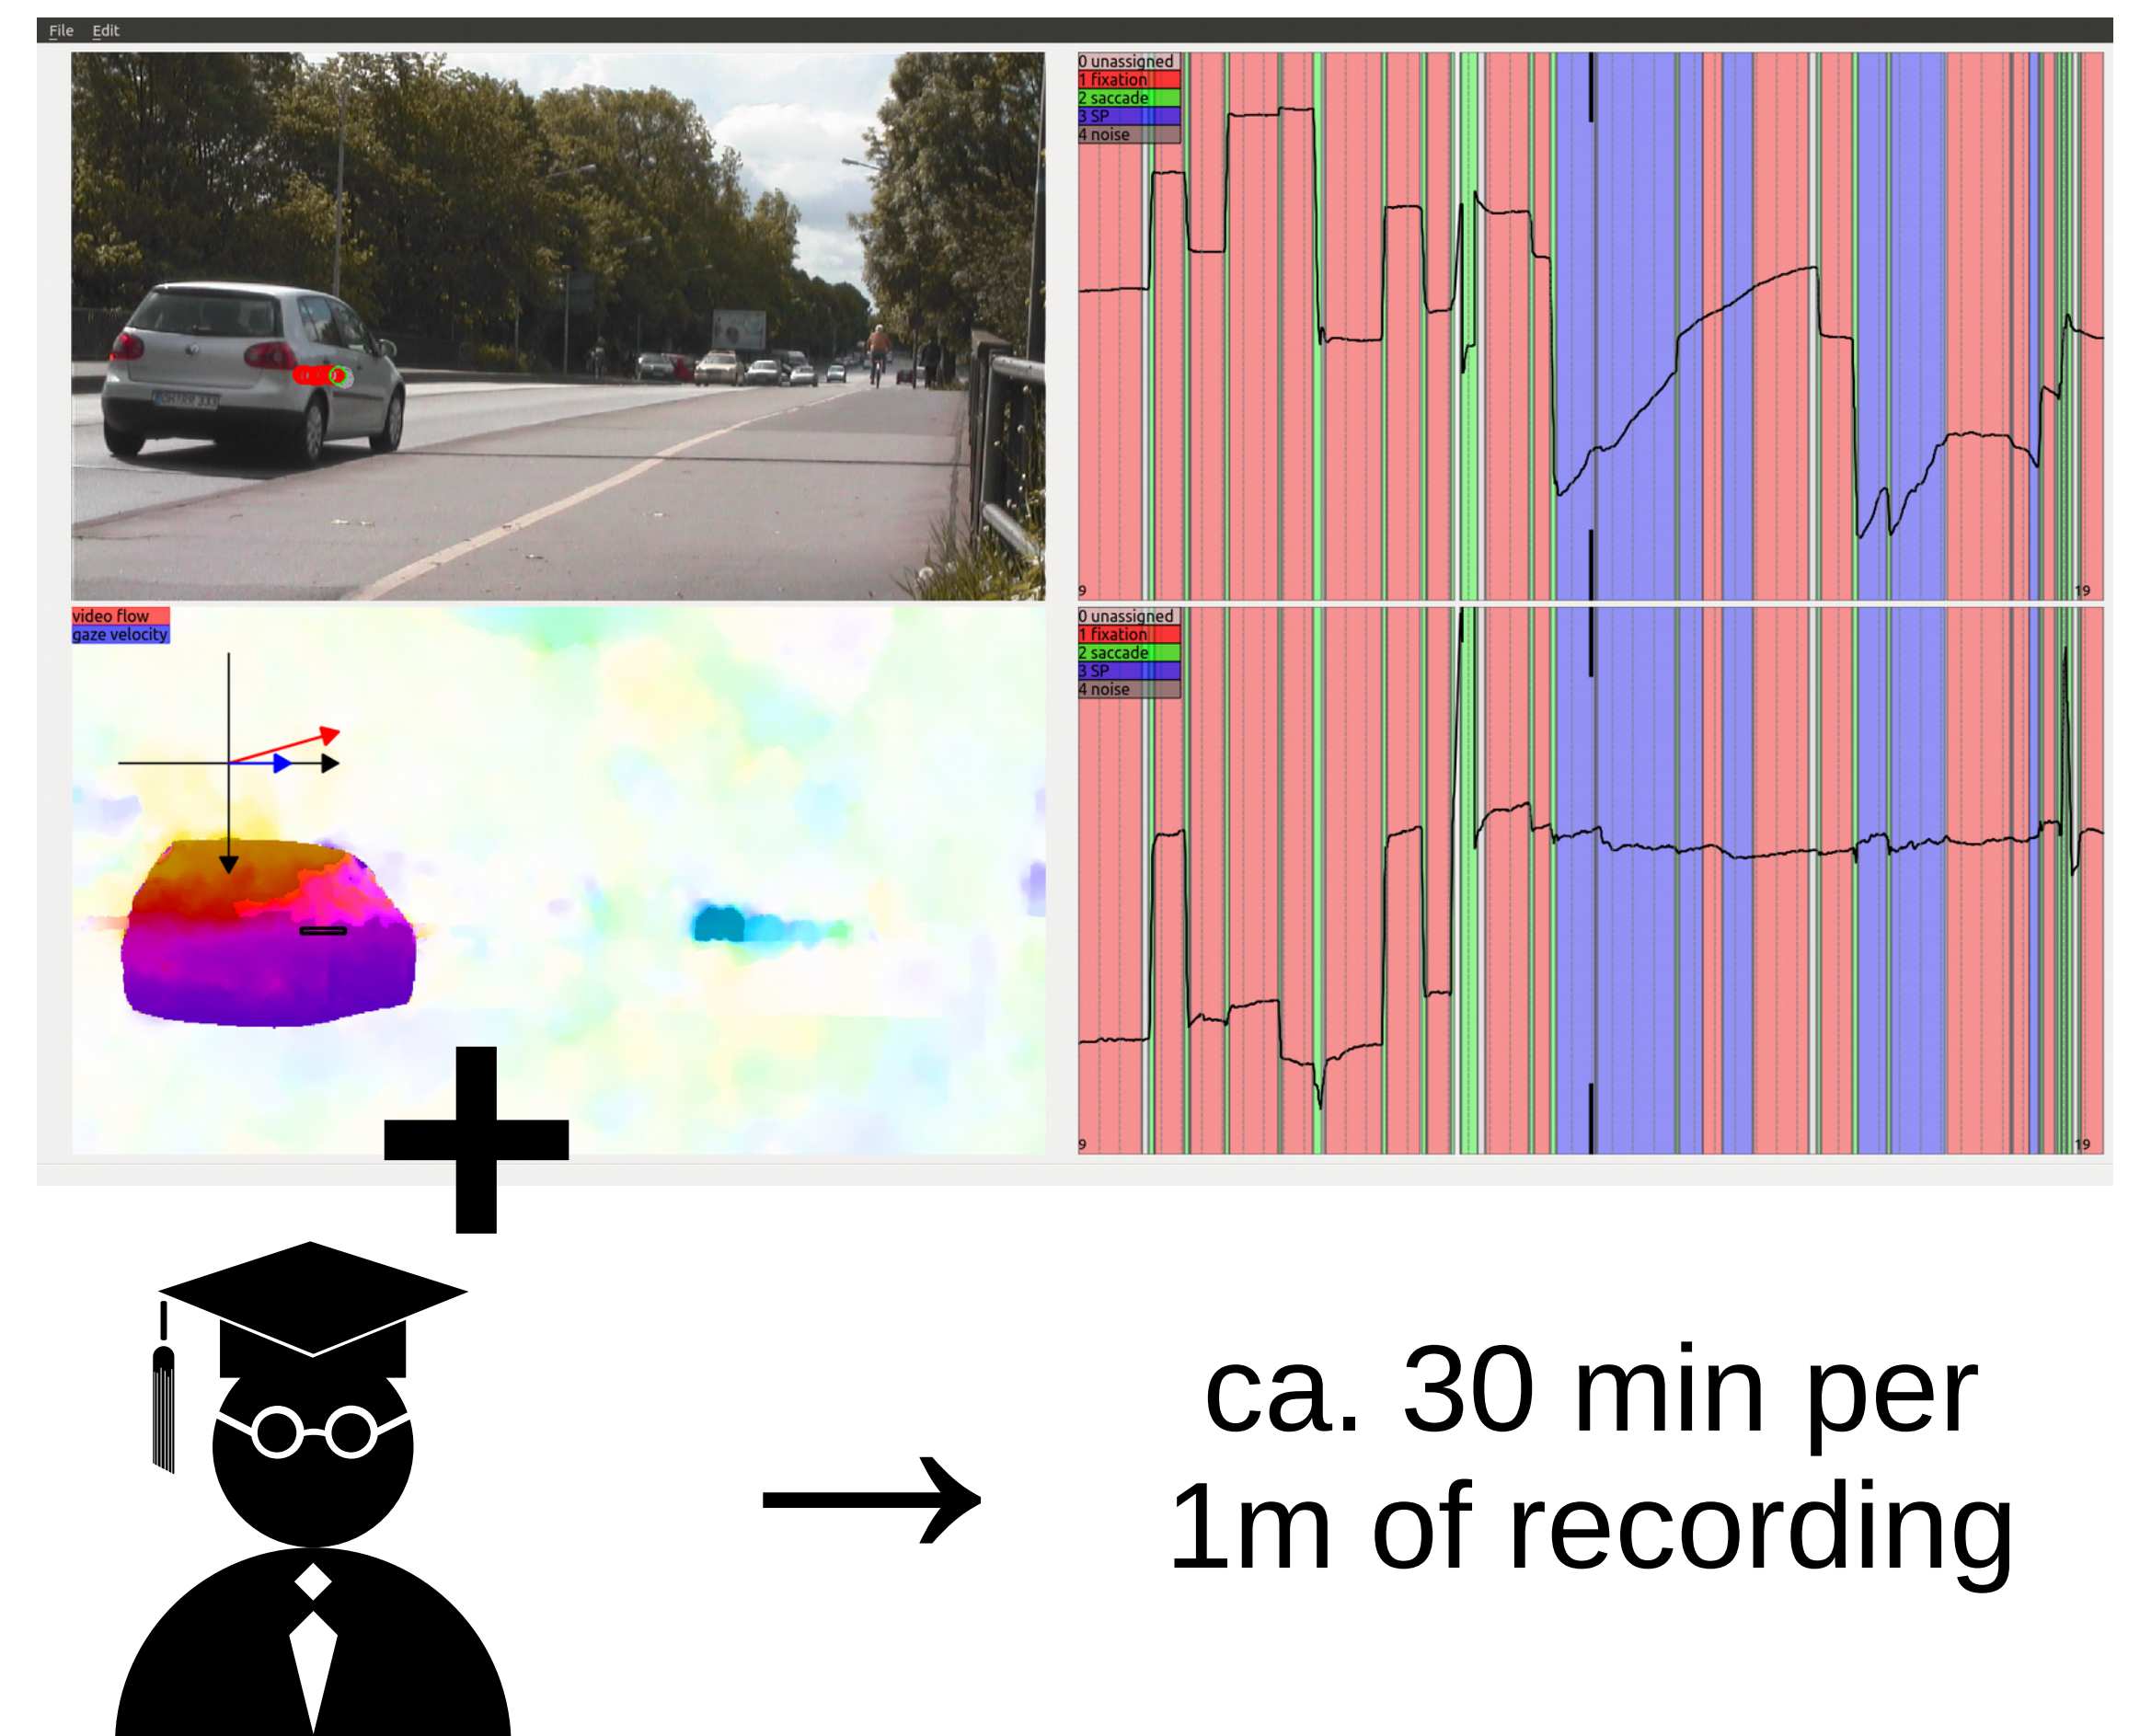 File Edit
0 unassigned
1 fixation
2 saccade
3 SP
4 noise
9
19
video flow
gaze velocity
0 unassigned
1 fixation
2 saccade
3 SP
4 noise
9
19
ca. 30 min per
1m of recording